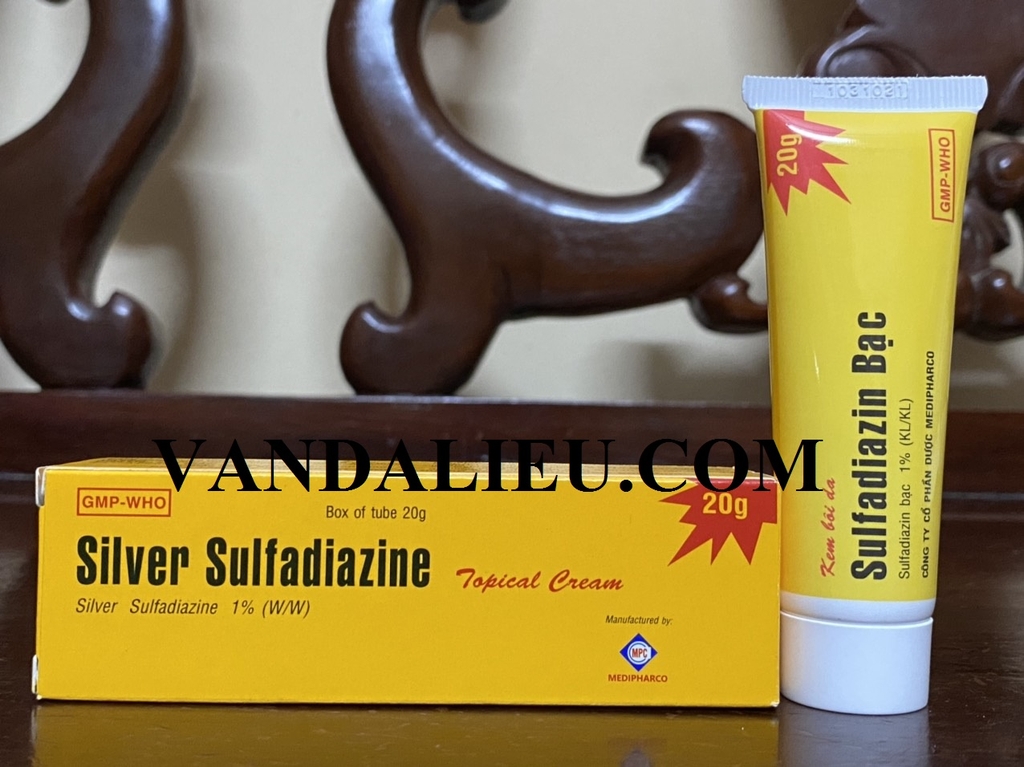 VANDALIEU.COM
GMP-WHO
Box of tube 20g
20g
Silver Sulfadiazine
Topical Cream
Silver Sulfadiazine 1% (W/W)
Manufactured by:
MPC
MEDIPHARCO
1031021
20g
GMP-WHO
Kem bôi da
Sulfadiazin Bạc
Sulfadiazin bạc 1% (KL/KL)
CÔNG TY CỔ PHẦN DƯỢC MEDIPHARCO